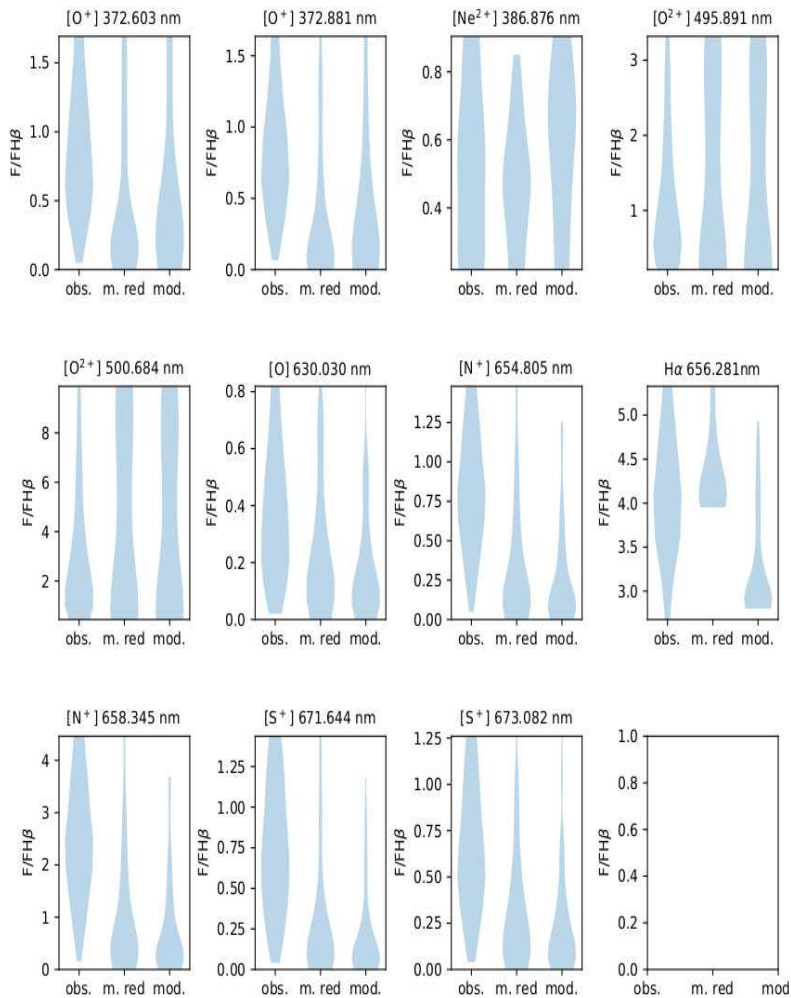 [O⁺] 372.603 nm
F/FHβ
1.5
1.0
0.5
0.0
obs. m. red mod.
[O⁺] 372.881 nm
F/FHβ
1.5
1.0
0.5
0.0
obs. m. red mod.
[Ne²⁺] 386.876 nm
F/FHβ
0.8
0.6
0.4
obs. m. red mod.
[O²⁺] 495.891 nm
F/FHβ
3
2
1
obs. m. red mod.
[O²⁺] 500.684 nm
F/FHβ
8
6
4
2
obs. m. red mod.
[O] 630.030 nm
F/FHβ
0.8
0.6
0.4
0.2
0.0
obs. m. red mod.
[N⁺] 654.805 nm
F/FHβ
1.25
1.00
0.75
0.50
0.25
0.00
obs. m. red mod.
Hα 656.281nm
F/FHβ
5.0
4.5
4.0
3.5
3.0
obs. m. red mod.
[N⁺] 658.345 nm
F/FHβ
4
3
2
1
0
obs. m. red mod.
[S⁺] 671.644 nm
F/FHβ
1.25
1.00
0.75
0.50
0.25
0.00
obs. m. red mod.
[S⁺] 673.082 nm
F/FHβ
1.25
1.00
0.75
0.50
0.25
0.00
obs. m. red mod.
F/FHβ
1.0
0.8
0.6
0.4
0.2
0.0
obs. m. red mod